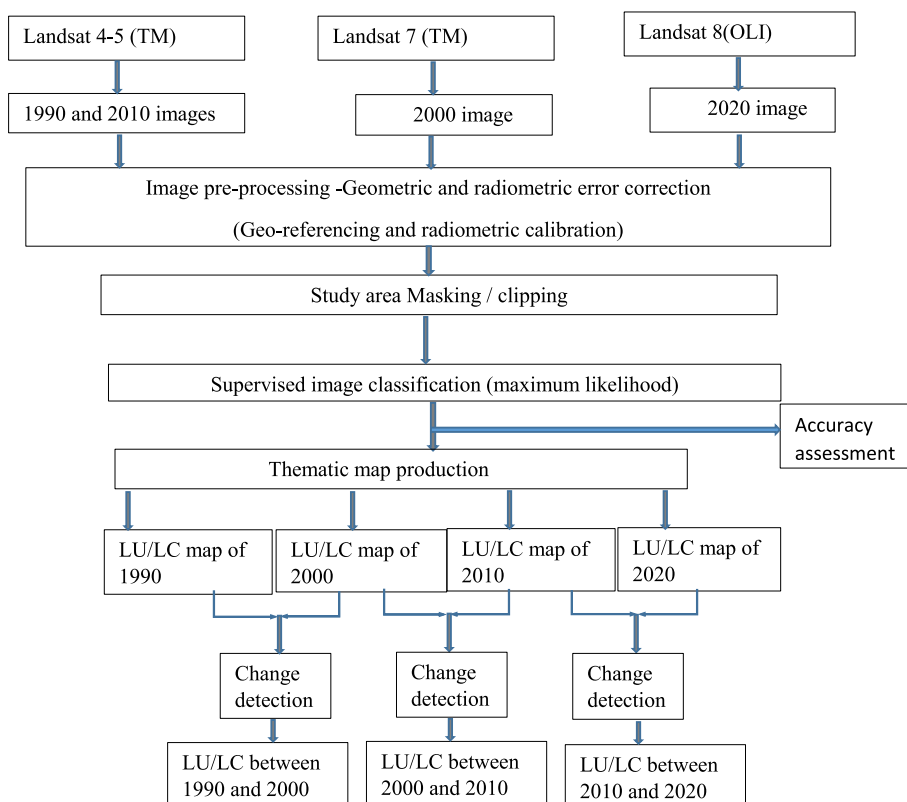 Landsat 4-5 (TM)
Landsat 7 (TM)
Landsat 8(OLI)
1990 and 2010 images
2000 image
2020 image
Image pre-processing -Geometric and radiometric error correction
(Geo-referencing and radiometric calibration)
Study area Masking / clipping
Supervised image classification (maximum likelihood)
Accuracy
assessment
Thematic map production
LU/LC map of
1990
LU/LC map of
2000
LU/LC map of
2010
LU/LC map of
2020
Change
detection
Change
detection
Change
detection
LU/LC between
1990 and 2000
LU/LC between
2000 and 2010
LU/LC between
2010 and 2020